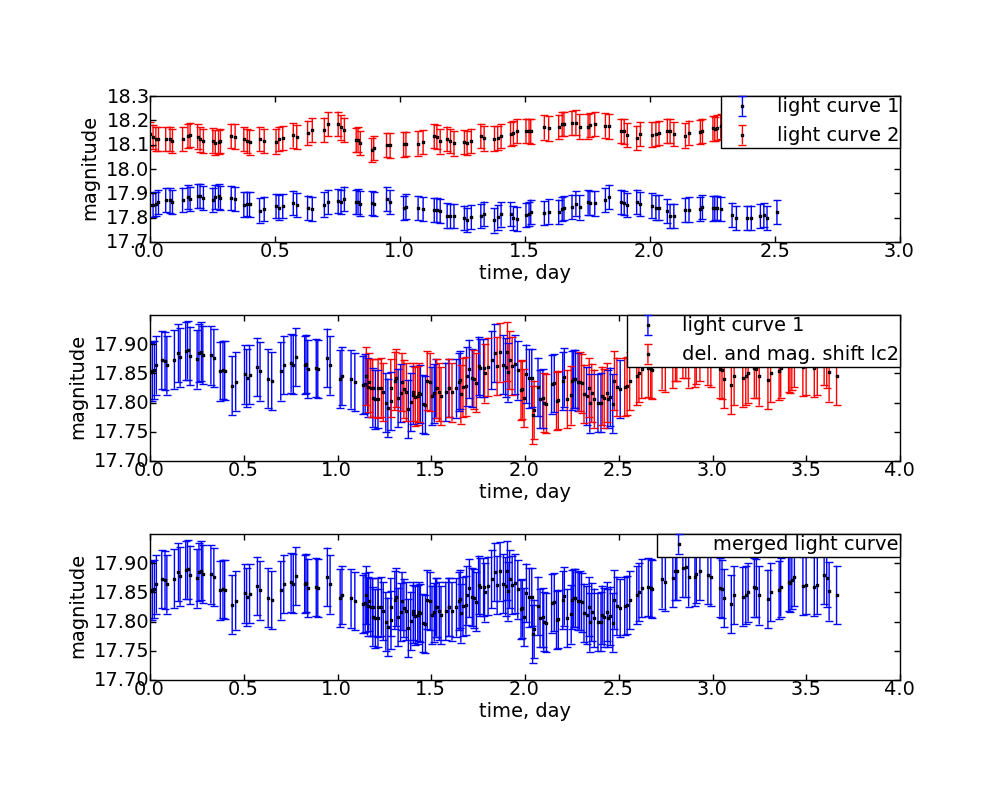 18.3
18.2
18.1
18.0
17.9
17.8
17.7
magnitude
light curve 1
light curve 2
0.0 0.5 1.0 1.5 2.0 2.5 3.0
time, day
17.90
17.85
17.80
17.75
17.70
magnitude
light curve 1
del. and mag. shift lc2
0.0 0.5 1.0 1.5 2.0 2.5 3.0 3.5 4.0
time, day
17.90
17.85
17.80
17.75
17.70
magnitude
merged light curve
0.0 0.5 1.0 1.5 2.0 2.5 3.0 3.5 4.0
time, day